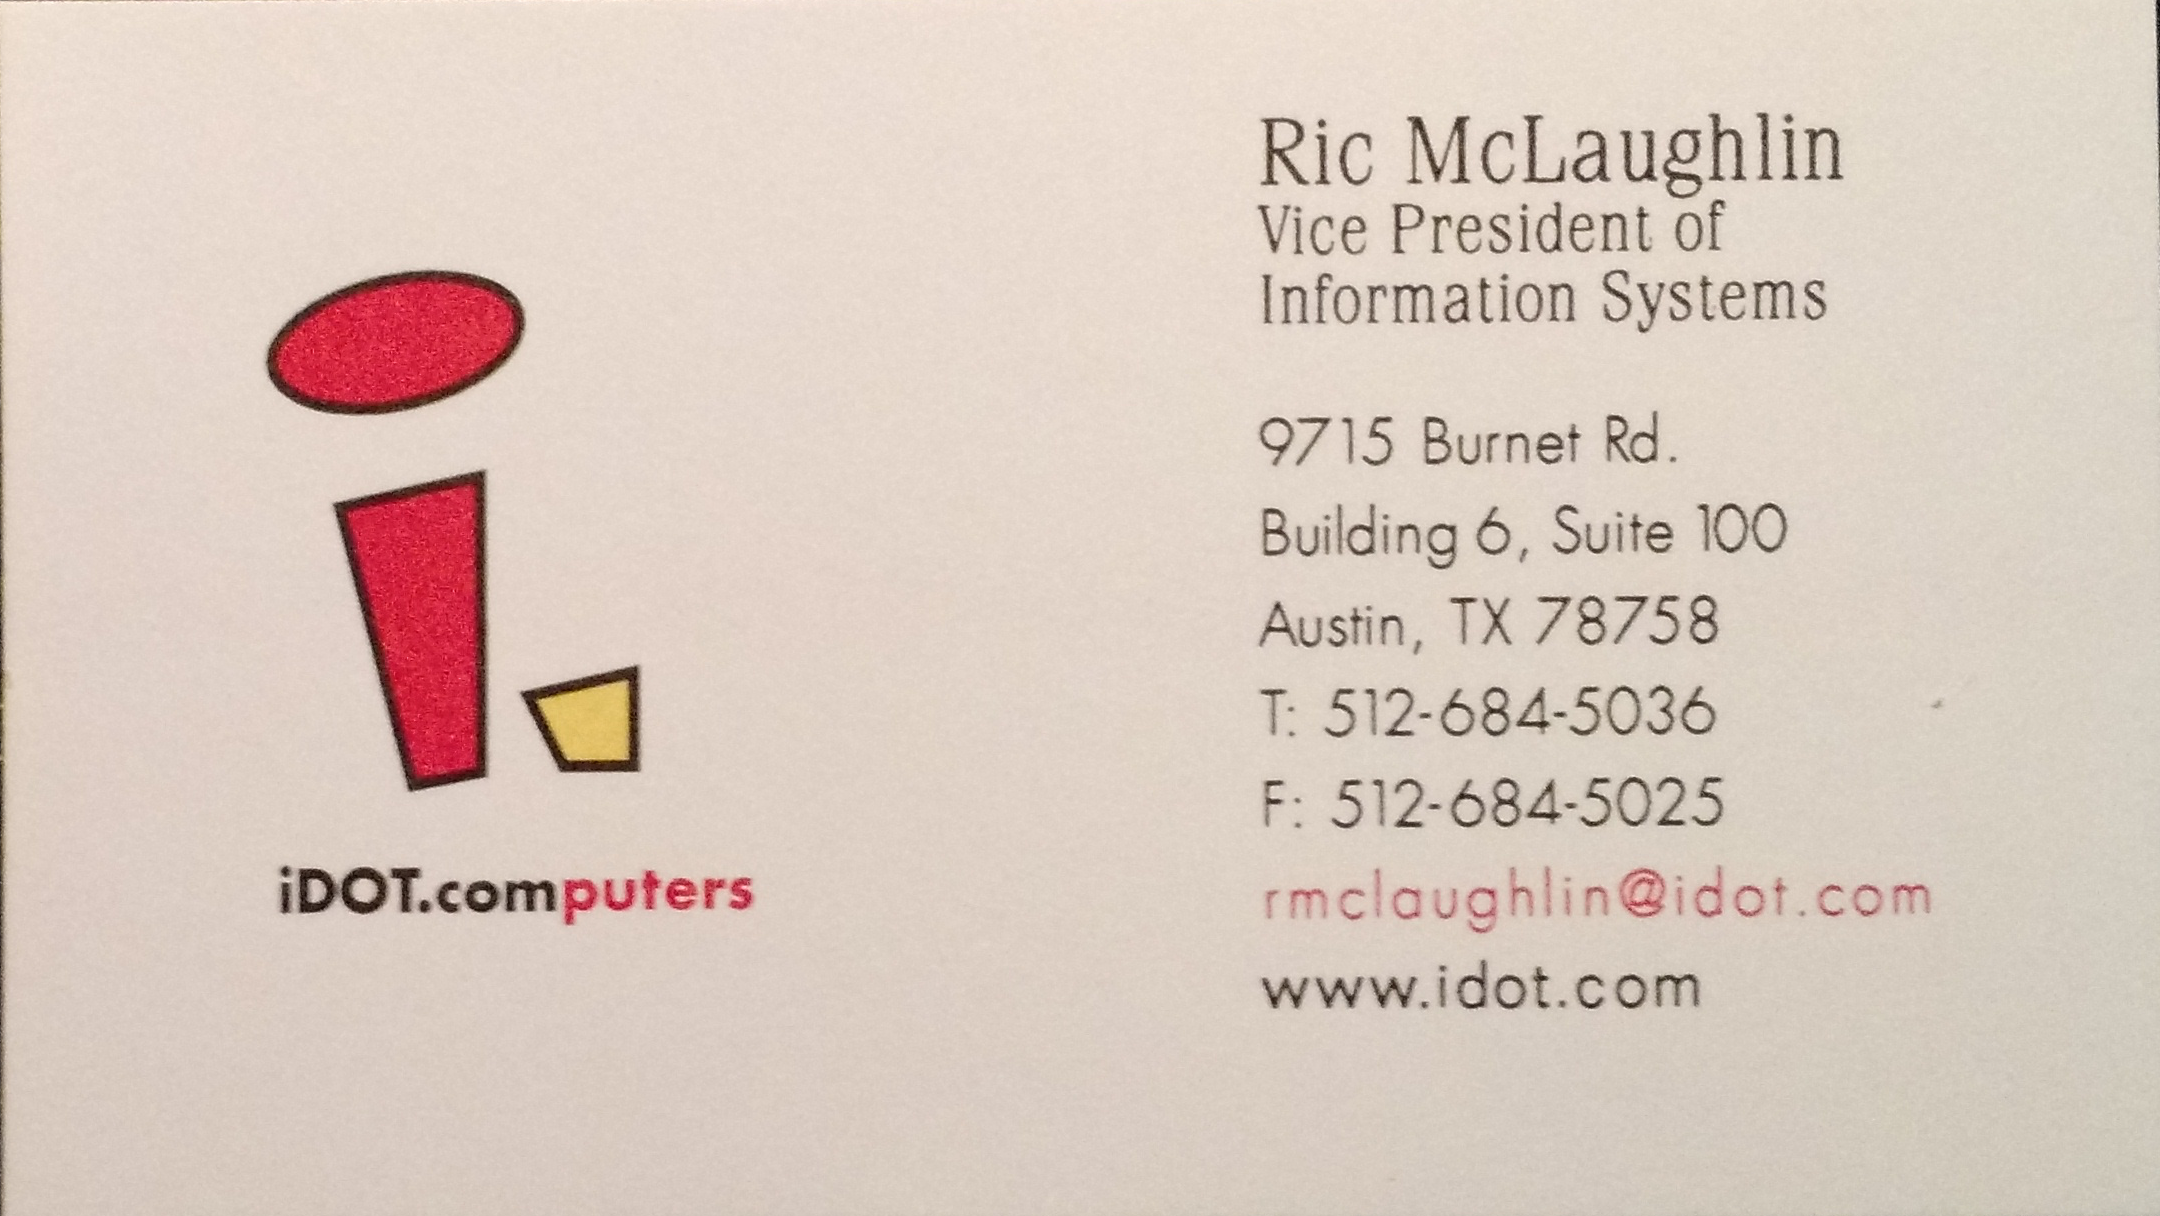 Ric McLaughlin
Vice President of
Information Systems
9715 Burnet Rd.
Building 6, Suite 100
Austin, TX 78758
T: 512-684-5036
F: 512-684-5025
rmclaughlin@idot.com
www.idot.com
i.
iDOT.computers